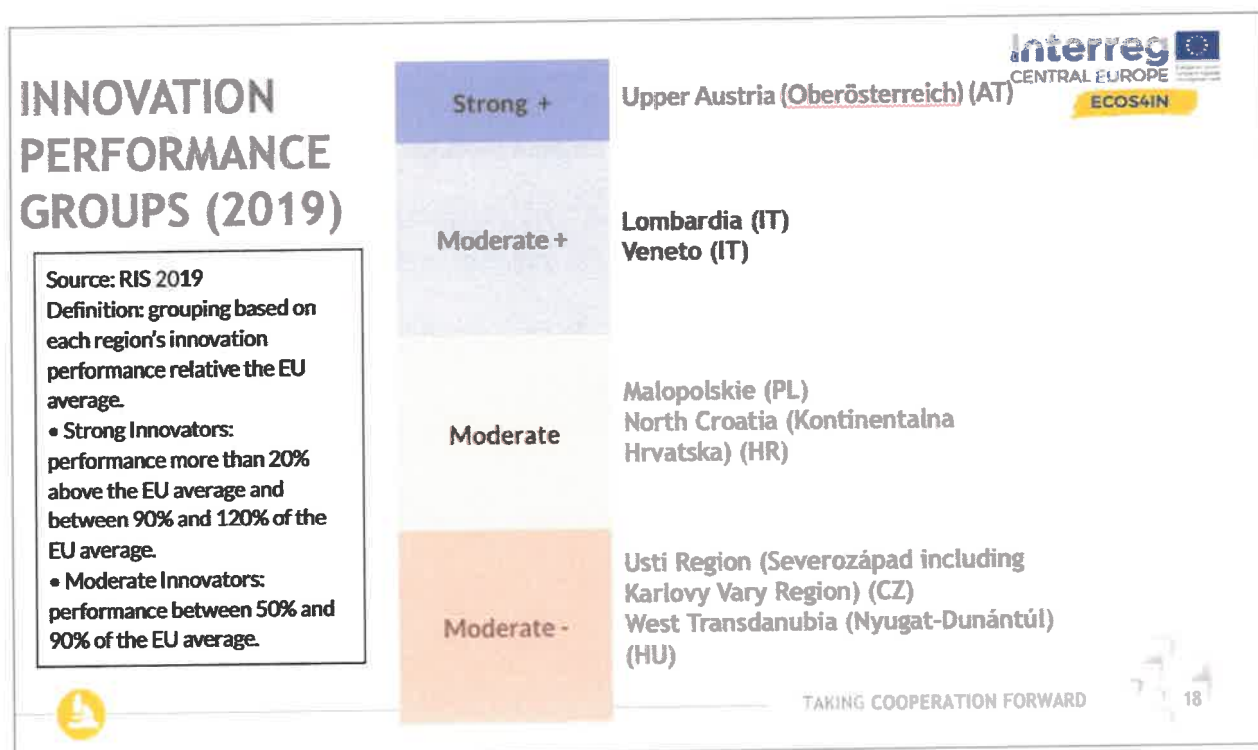 INNOVATION
PERFORMANCE
GROUPS (2019)
Source: RIS 2019
Definition: grouping based on
each region's innovation
performance relative the EU
average.
• Strong Innovators:
performance more than 20%
above the EU average and
between 90% and 120% of the
EU average.
• Moderate Innovators:
performance between 50% and
90% of the EU average.
Strong +
Upper Austria (Oberösterreich) (AT)
Moderate +
Lombardia (IT)
Veneto (IT)
Moderate
Malopolskie (PL)
North Croatia (Kontinentalna
Hrvatska) (HR)
Moderate -
Usti Region (Severozápad including
Karlovy Vary Region) (CZ)
West Transdanubia (Nyugat-Dunántúl)
(HU)
Interreg
CENTRAL EUROPE
ECOS4IN
TAKING COOPERATION FORWARD
18